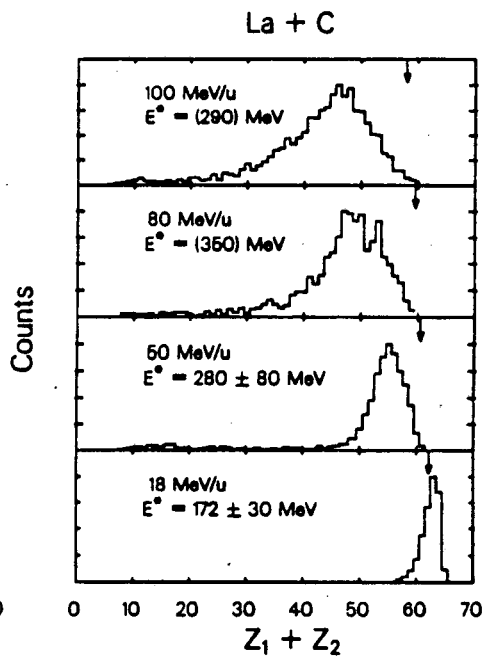 La + C
100 MeV/u
E* = (290) MeV
80 MeV/u
E* = (350) MeV
50 MeV/u
E* = 280 ± 80 MeV
18 MeV/u
E* = 172 ± 30 MeV
Counts
0 10 20 30 40 50 60 70
Z₁ + Z₂